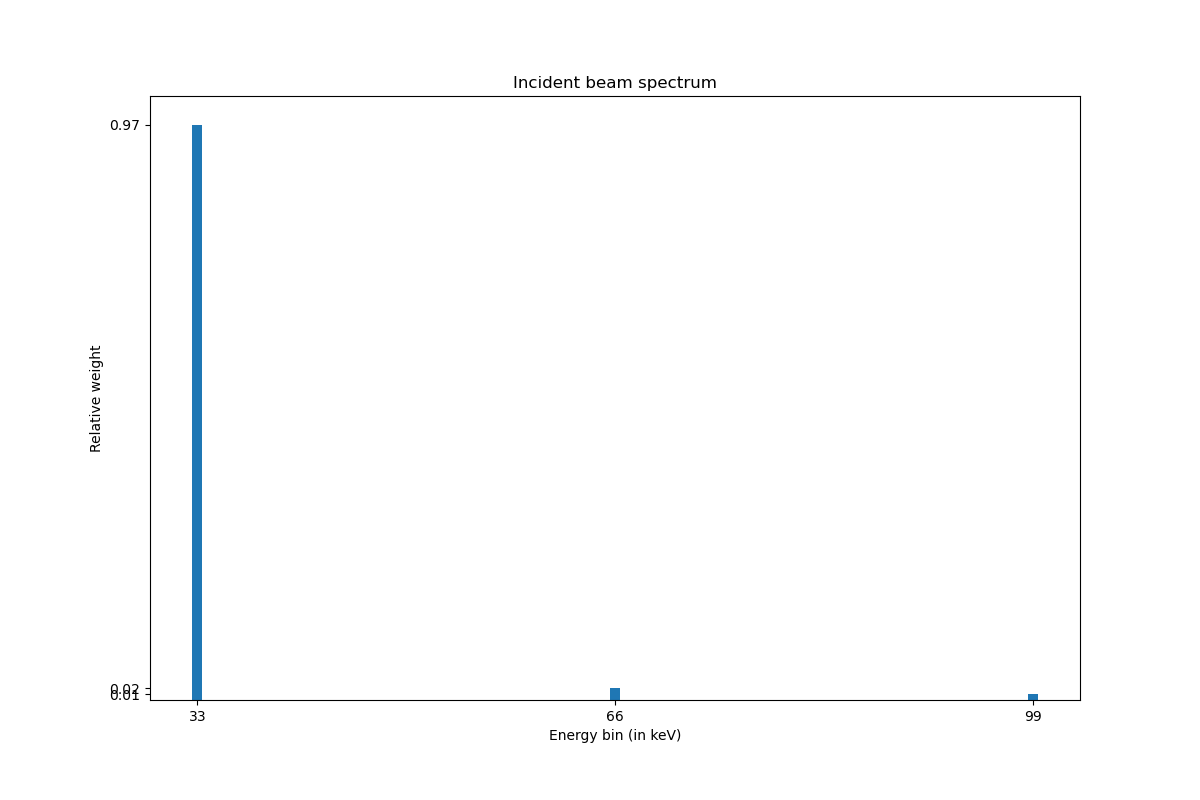 Incident beam spectrum
0.97
Relative weight
0.02
0.01
33 66 99
Energy bin (in keV)